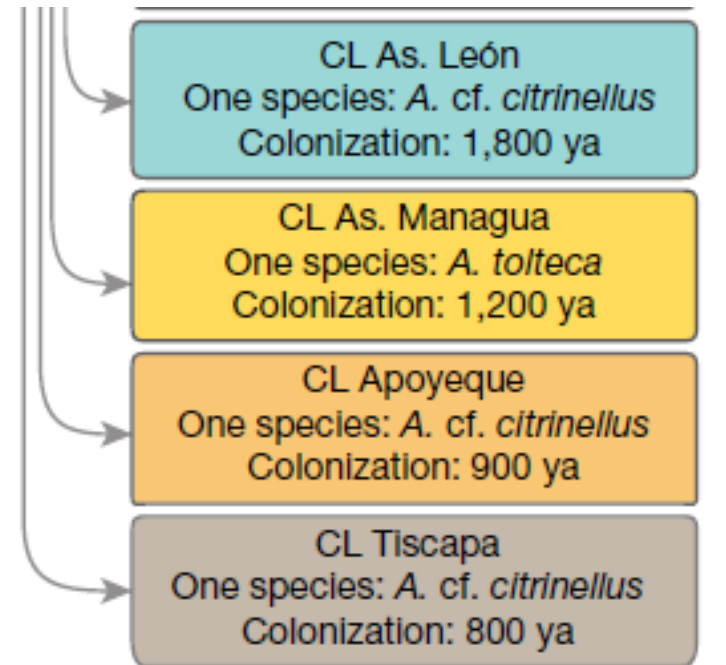 CL As. León
One species: A. cf. citrinellus
Colonization: 1,800 ya
CL As. Managua
One species: A. tolteca
Colonization: 1,200 ya
CL Apoyeque
One species: A. cf. citrinellus
Colonization: 900 ya
CL Tiscapa
One species: A. cf. citrinellus
Colonization: 800 ya